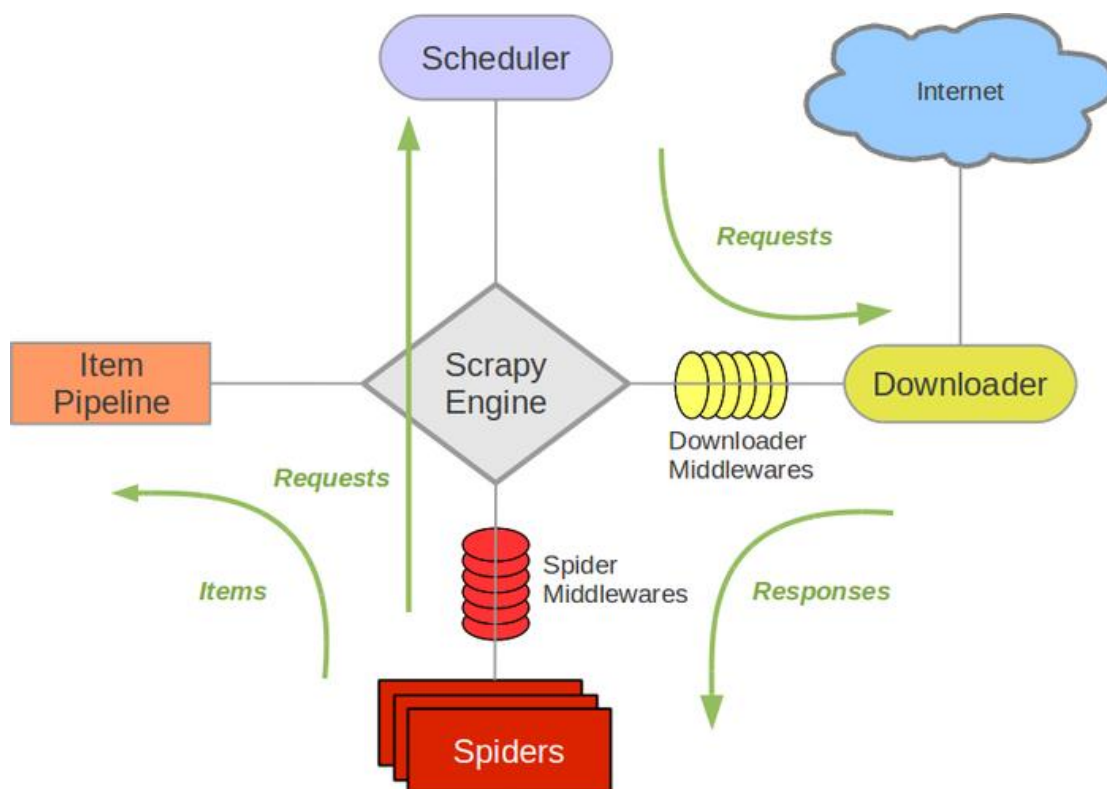 Scheduler
Internet
Requests
Item
Pipeline
Scrapy
Engine
Downloader
Downloader
Middlewares
Requests
Items
Spider
Middlewares
Responses
Spiders